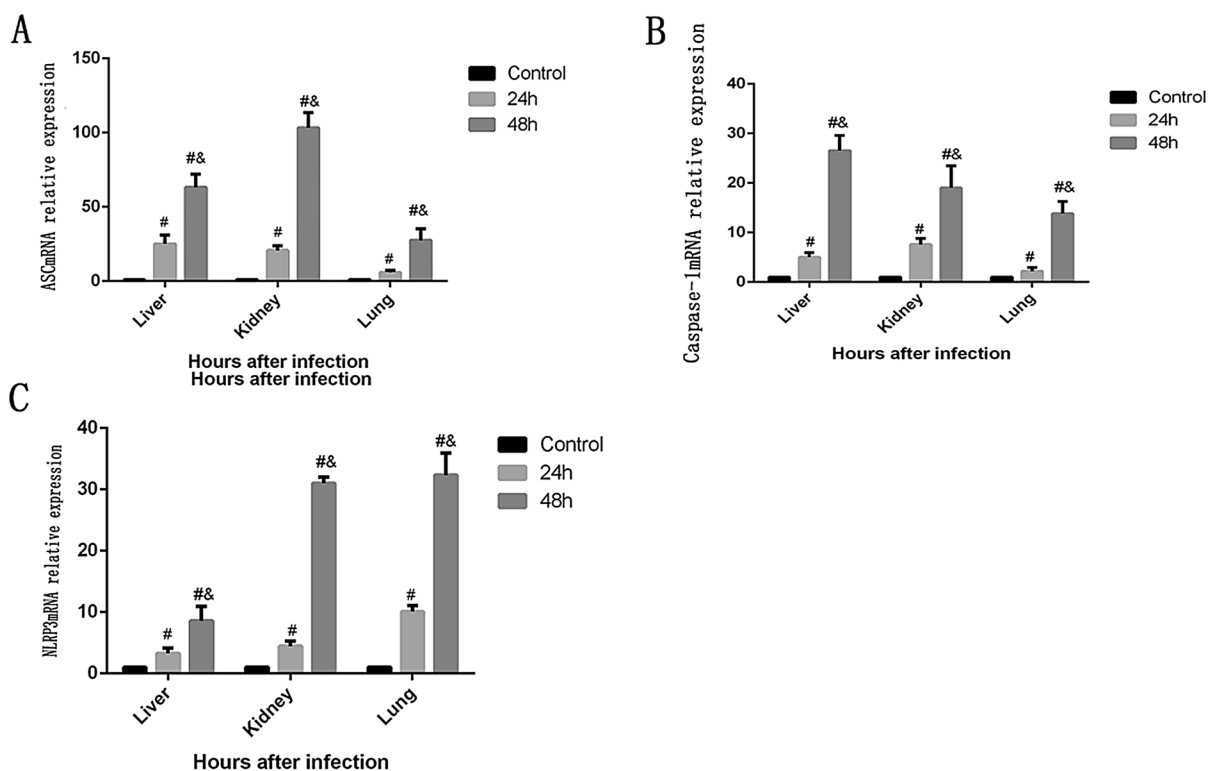 A
ASCmRNA relative expression
150
100
50
0
#
#&
#
#&
#
#&
Liver
Kidney
Lung
Hours after infection
Hours after infection
Control
24h
48h
B
Caspase-1mRNA relative expression
40
30
20
10
0
#
#&
#
#&
#
#&
Liver
Kidney
Lung
Hours after infection
Control
24h
48h
C
NLRP3mRNA relative expression
40
30
20
10
0
#
#&
#
#&
#
#&
Liver
Kidney
Lung
Hours after infection
Control
24h
48h